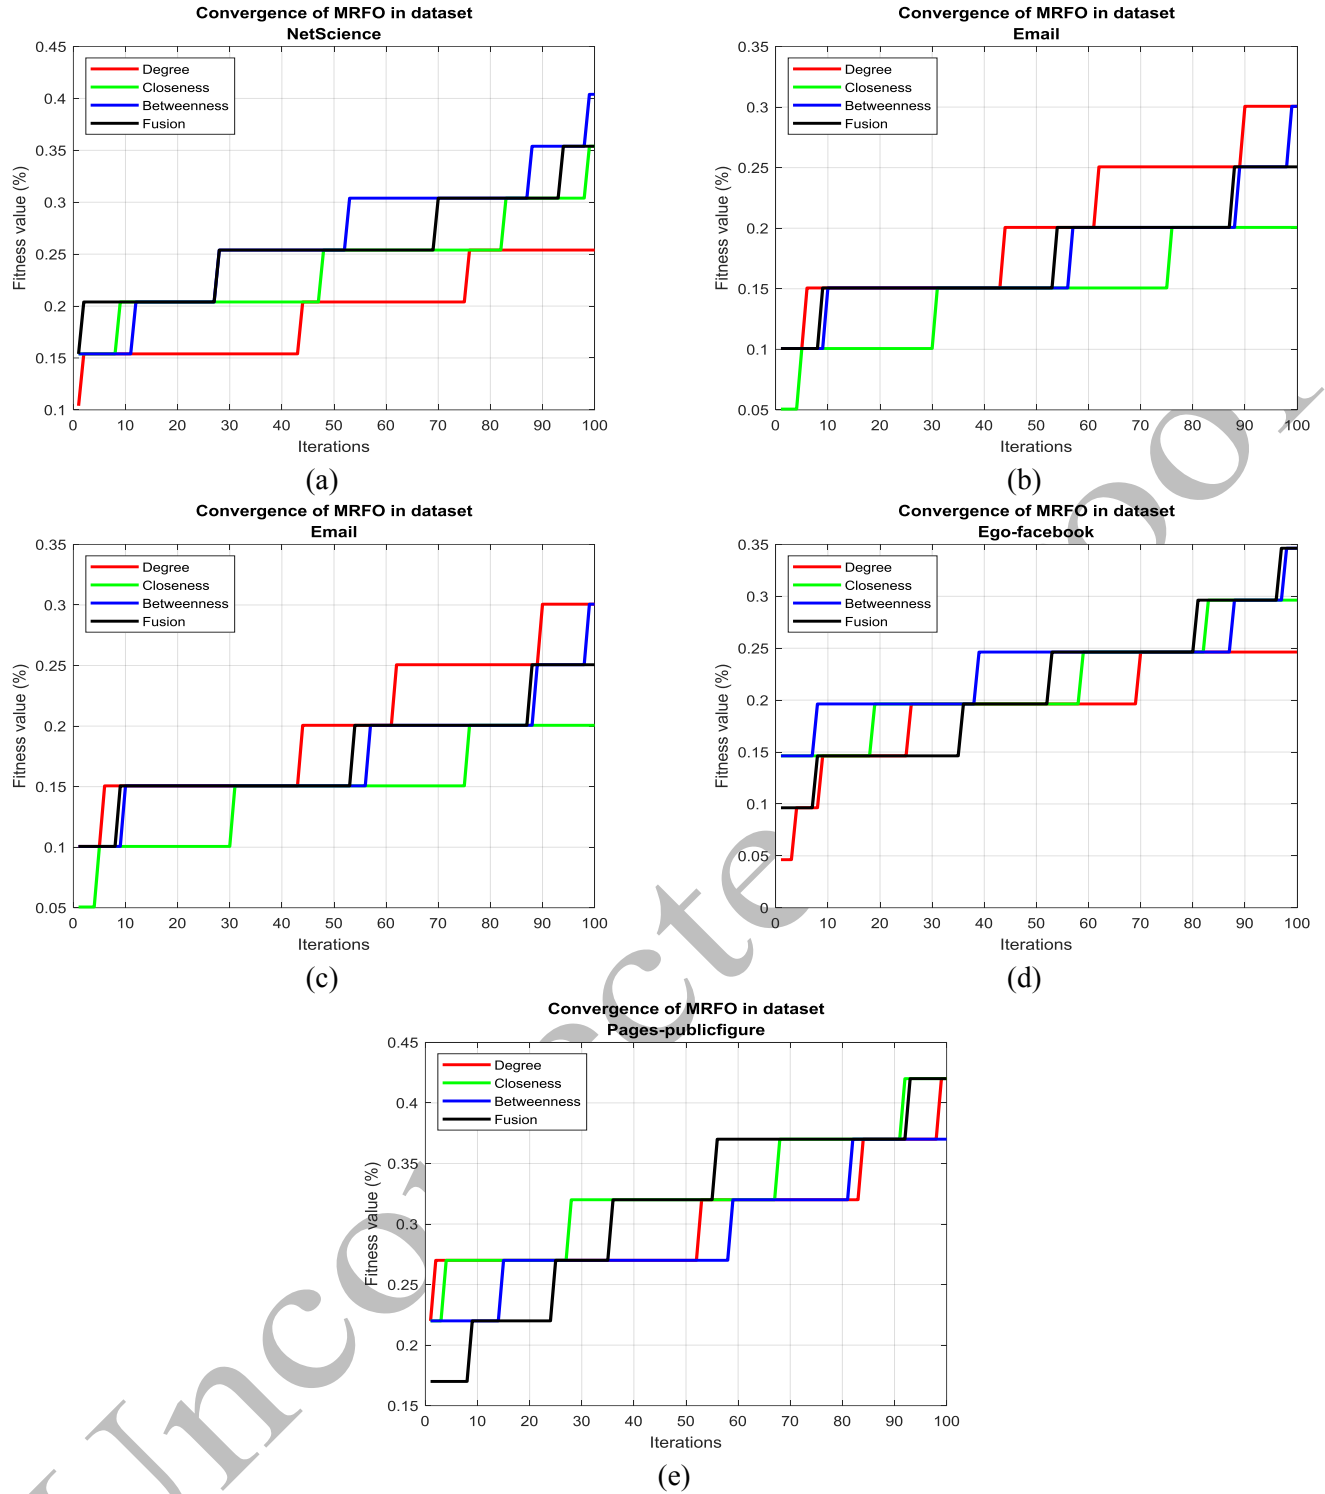 Convergence of MRFO in dataset
NetScience
0.45
0.4
0.35
0.3
0.25
0.2
0.15
0.1
Fitness value (%)
Degree
Closeness
Betweenness
Fusion
0 10 20 30 40 50 60 70 80 90 100
Iterations
(a)
Convergence of MRFO in dataset
Email
0.35
0.3
0.25
0.2
0.15
0.1
0.05
Fitness value (%)
Degree
Closeness
Betweenness
Fusion
0 10 20 30 40 50 60 70 80 90 100
Iterations
(b)
Convergence of MRFO in dataset
Email
0.35
0.3
0.25
0.2
0.15
0.1
0.05
Fitness value (%)
Degree
Closeness
Betweenness
Fusion
0 10 20 30 40 50 60 70 80 90 100
Iterations
(c)
Convergence of MRFO in dataset
Ego-facebook
0.35
0.3
0.25
0.2
0.15
0.1
0.05
0
Fitness value (%)
Degree
Closeness
Betweenness
Fusion
0 10 20 30 40 50 60 70 80 90 100
Iterations
(d)
Convergence of MRFO in dataset
Pages-publicfigure
0.45
0.4
0.35
0.3
0.25
0.2
0.15
Fitness value (%)
Degree
Closeness
Betweenness
Fusion
0 10 20 30 40 50 60 70 80 90 100
Iterations
(e)